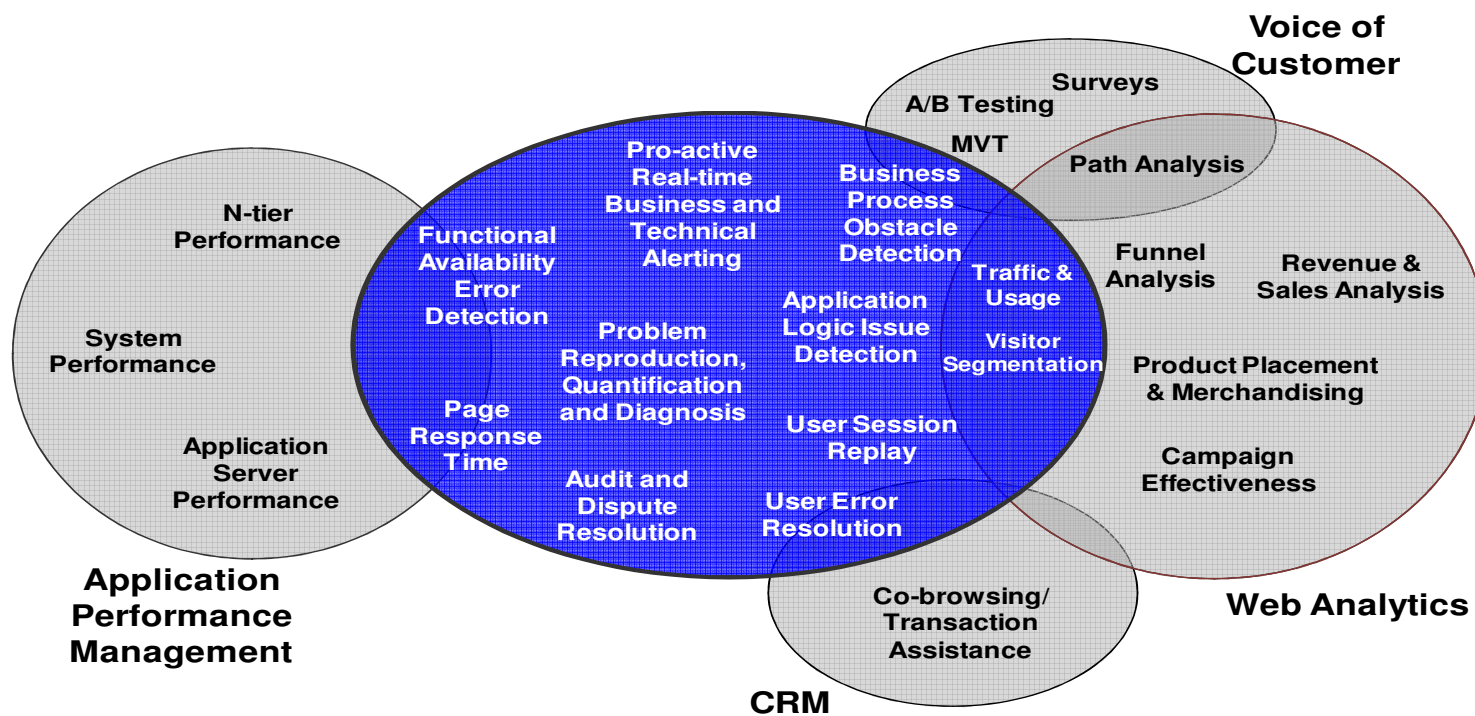 Voice of
Customer
Surveys
A/B Testing
MVT
Path Analysis
Pro-active
Real-time
Business and
Technical
Alerting
Business
Process
Obstacle
Detection
N-tier
Performance
Functional
Availability
Error
Detection
Traffic &
Usage
Funnel
Analysis
Revenue &
Sales Analysis
System
Performance
Problem
Reproduction,
Quantification
and Diagnosis
Application
Logic Issue
Detection
Visitor
Segmentation
Product Placement
& Merchandising
Page
Response
Time
User Session
Replay
Application
Server
Performance
Campaign
Effectiveness
Audit and
Dispute
Resolution
User Error
Resolution
Application
Performance
Management
Co-browsing/
Transaction
Assistance
Web Analytics
CRM